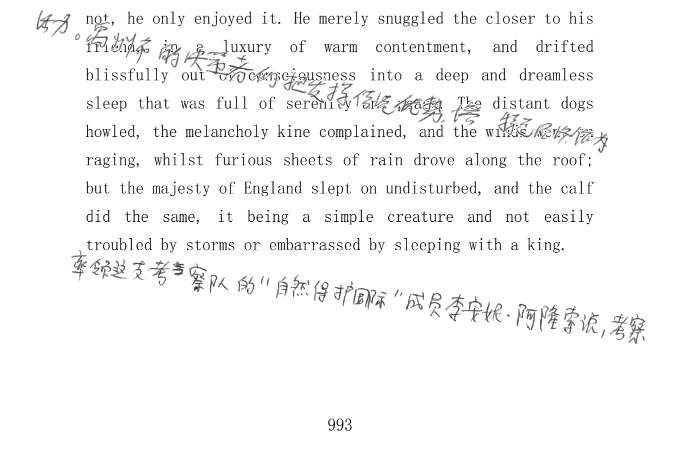 not, he only enjoyed it. He merely snuggled the closer to his
活力。
friend, in a luxury of warm contentment, and drifted
blissfully out of consciousness into a deep and dreamless
sleep that was full of serenity and peace. The distant dogs
howled, the melancholy kine complained, and the winds went on
raging, whilst furious sheets of rain drove along the roof;
but the majesty of England slept on undisturbed, and the calf
did the same, it being a simple creature and not easily
troubled by storms or embarrassed by sleeping with a king.
率领这支考察队的"自然保护国际"成员李安妮·阿隆索说,考察
993